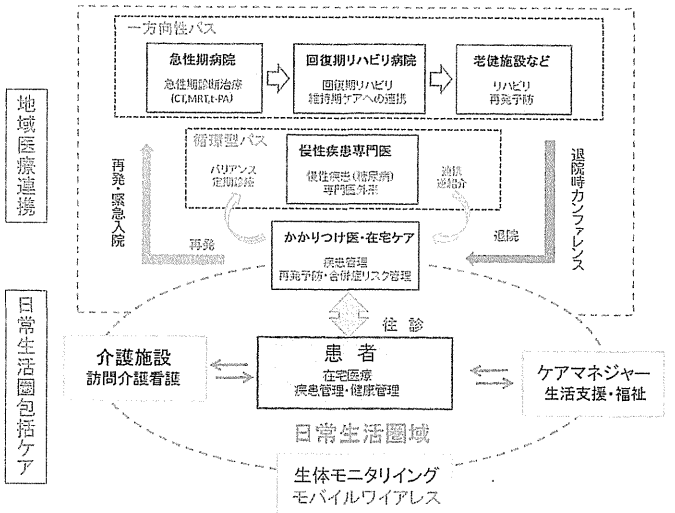 一方向性パス
急性期病院
急性期診断治療
(CT,MRT,t-PA)
回復期リハビリ病院
回復期リハビリ
維持期ケアへの連携
老健施設など
リハビリ
再発予防
地域医療連携
循環型パス
バリアンス
定期診療
慢性疾患専門医
慢性疾患(糖尿病)
専門医外来
逆紹介
再発・緊急入院
退院時カンファレンス
再発
かかりつけ医・在宅ケア
疾患管理
再発予防・合併症リスク管理
退院
往診
日常生活圏包括ケア
介護施設
訪問介護看護
患者
在宅医療
疾患管理・健康管理
ケアマネジャー
生活支援・福祉
日常生活圏域
生体モニタリイング
モバイルワイアレス